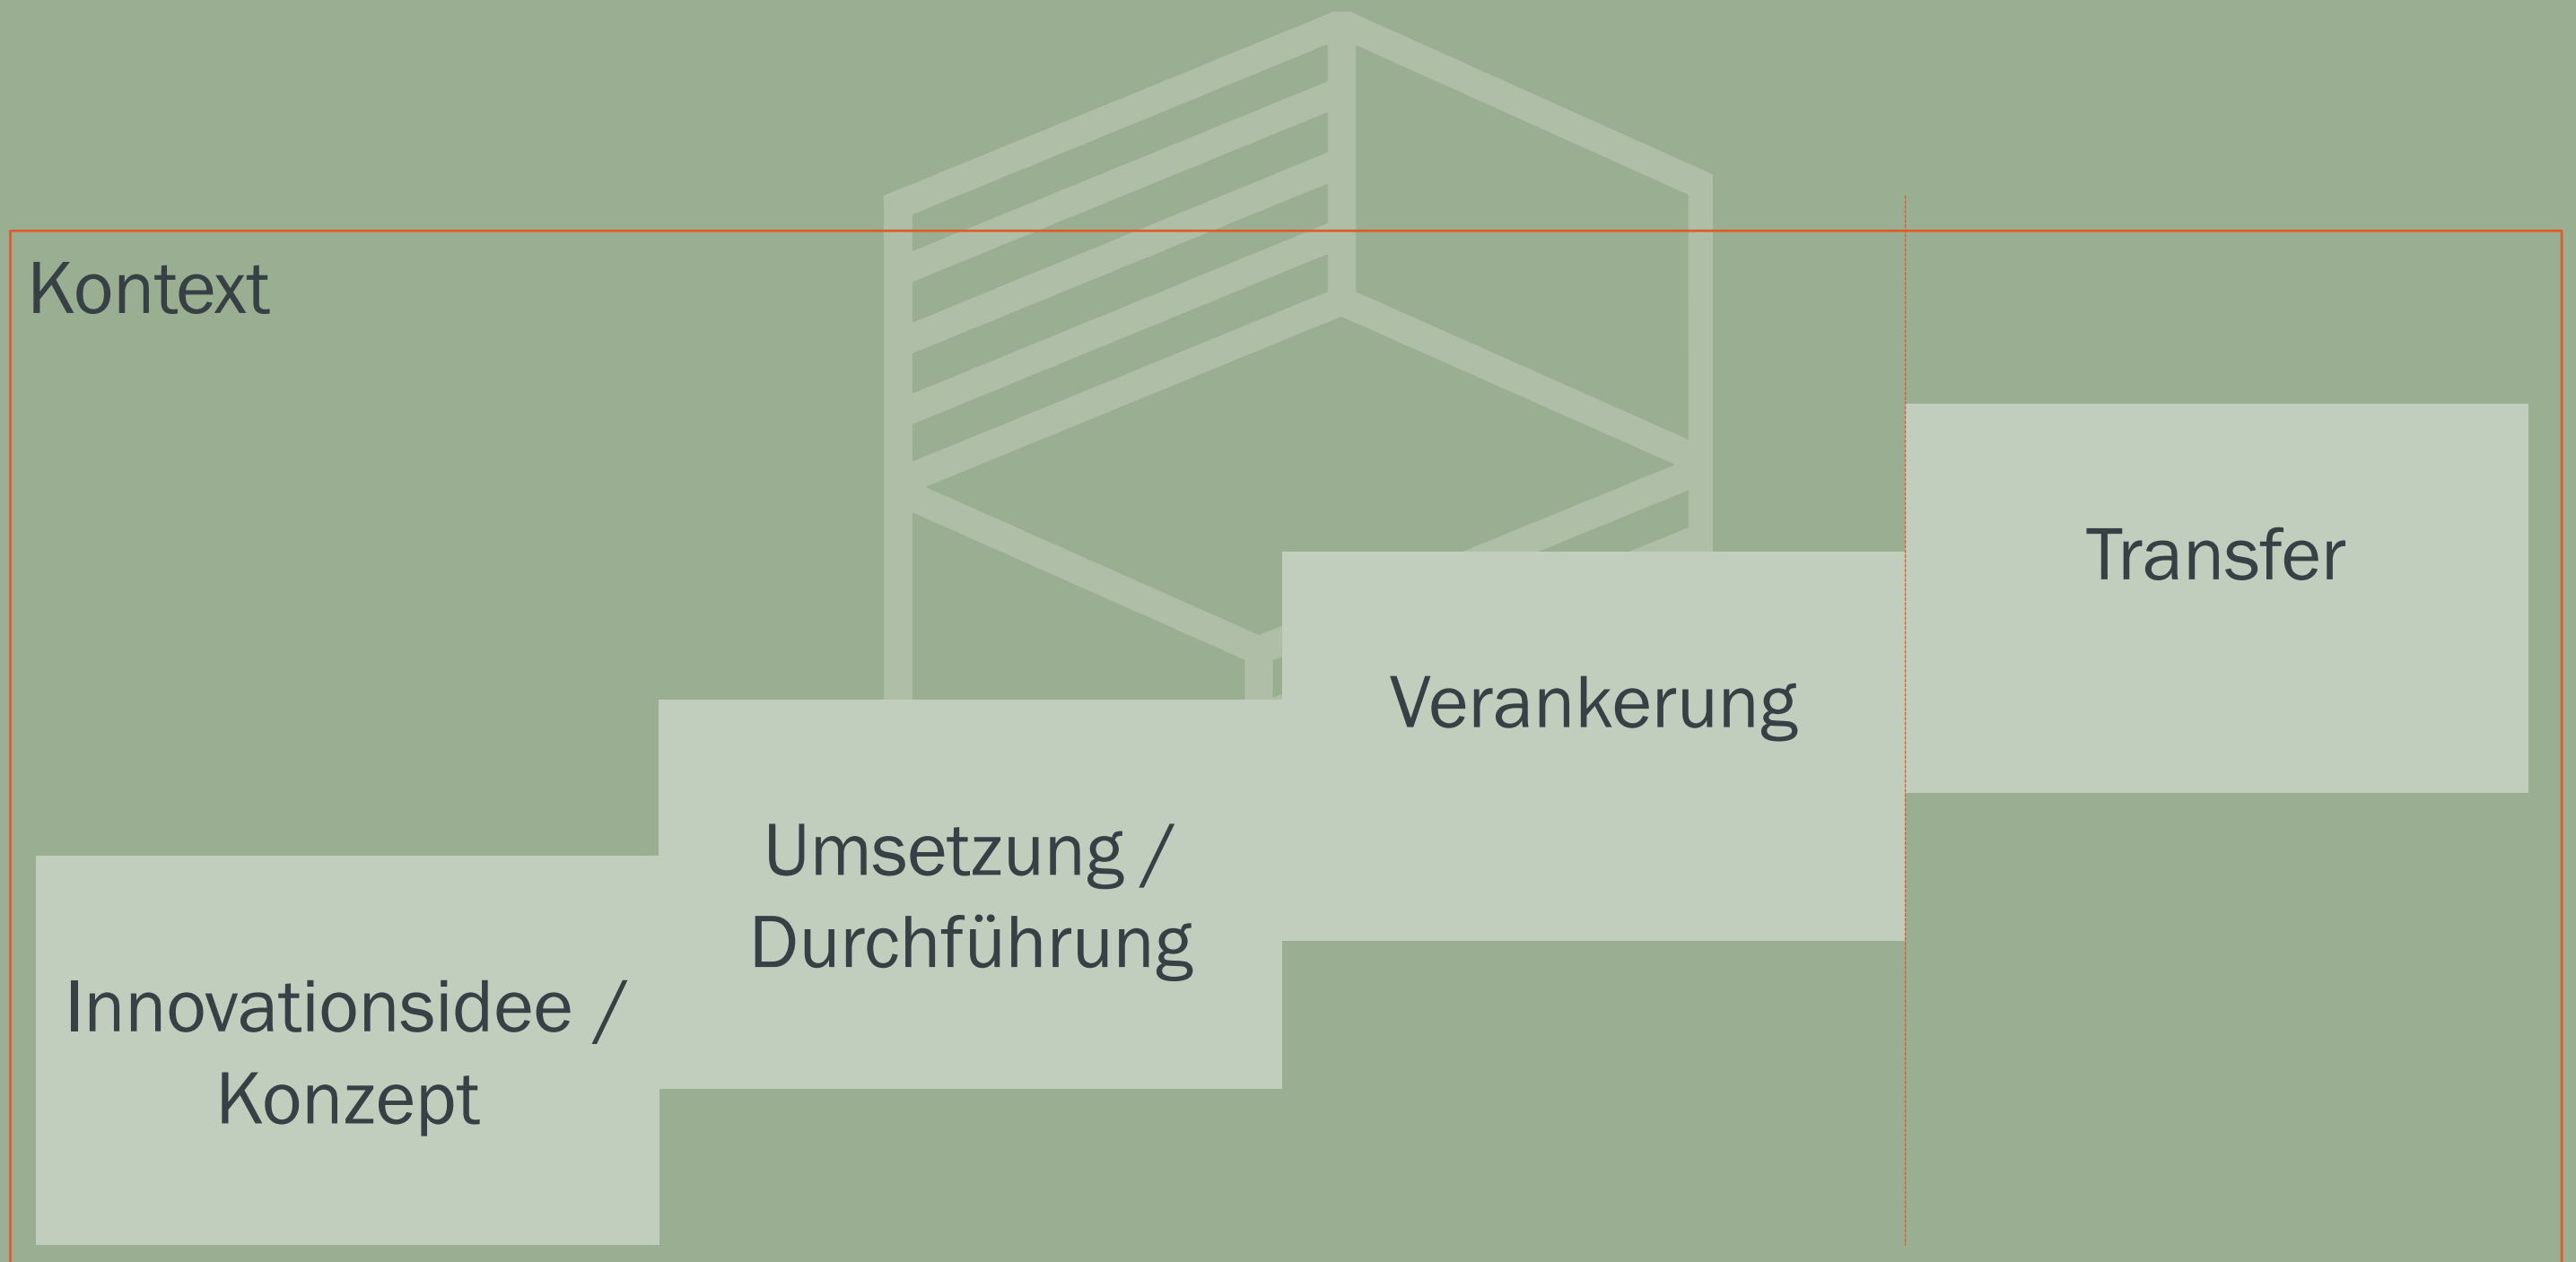 Kontext
Innovationsidee /
Konzept
Umsetzung /
Durchführung
Verankerung
Transfer